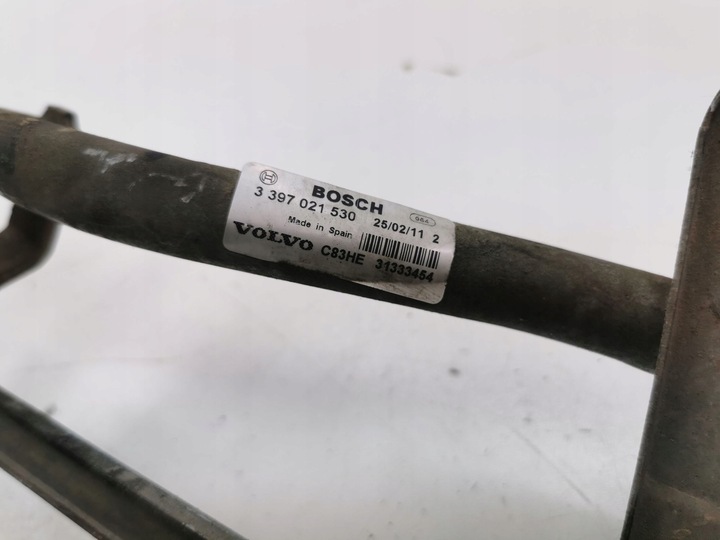 BOSCH
3 397 021 530 25/02/11 2
Made in Spain
VOLVO C83HE 31333454